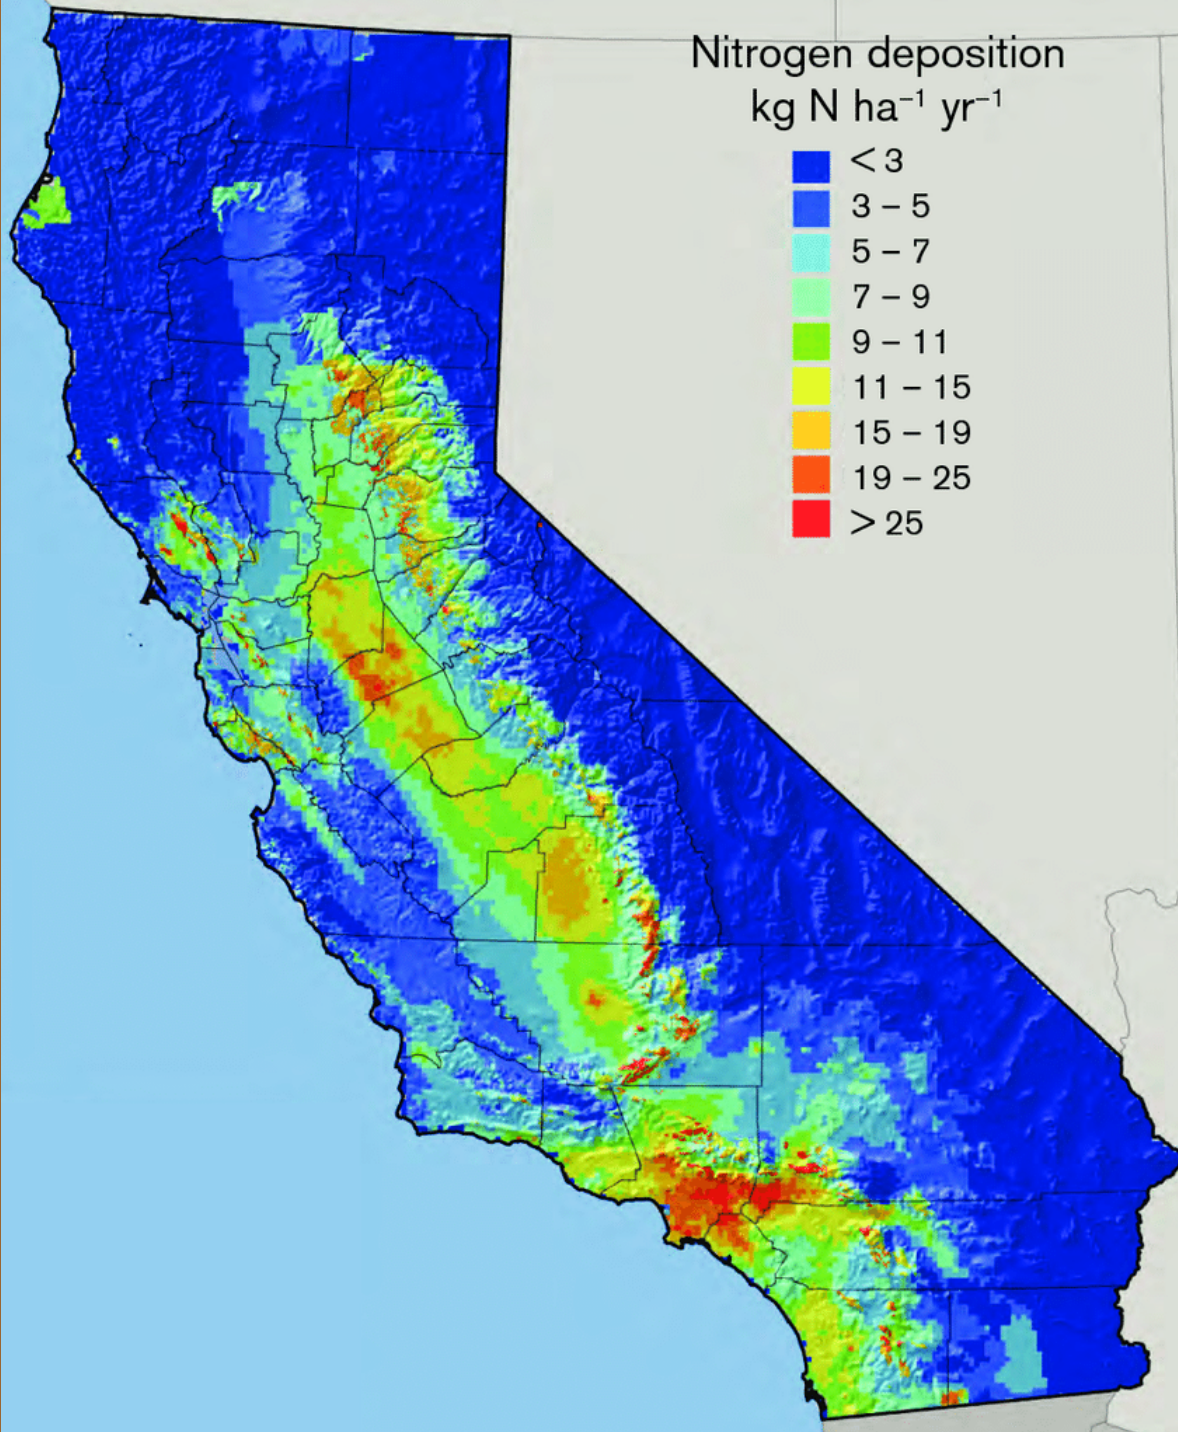 Nitrogen deposition
kg N ha⁻¹ yr⁻¹
< 3
3 – 5
5 – 7
7 – 9
9 – 11
11 – 15
15 – 19
19 – 25
> 25